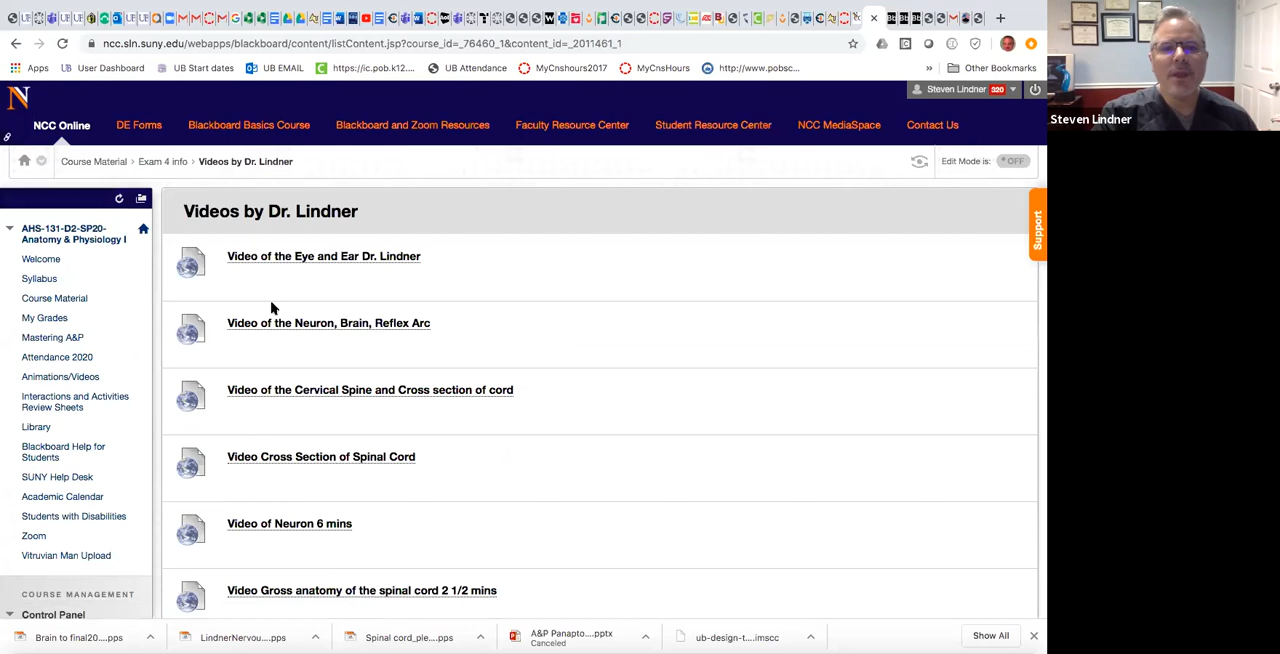 ncc.sln.suny.edu/webapps/blackboard/content/listContent.jsp?course_id=_76460_1&content_id=_2011461_1
Apps
User Dashboard
UB Start dates
UB EMAIL
https://ic.pob.k12....
UB Attendance
MyCnshours2017
MyCnsHours
http://www.pobsc...
»
Other Bookmarks
Steven Lindner 320
Steven Lindner
N
NCC Online
DE Forms
Blackboard Basics Course
Blackboard and Zoom Resources
Faculty Resource Center
Student Resource Center
NCC MediaSpace
Contact Us
Course Material > Exam 4 info > Videos by Dr. Lindner
Edit Mode is: OFF
Support
AHS-131-D2-SP20-
Anatomy & Physiology I
Welcome
Syllabus
Course Material
My Grades
Mastering A&P
Attendance 2020
Animations/Videos
Interactions and Activities
Review Sheets
Library
Blackboard Help for
Students
SUNY Help Desk
Academic Calendar
Students with Disabilities
Zoom
Vitruvian Man Upload
COURSE MANAGEMENT
Control Panel
Videos by Dr. Lindner
Video of the Eye and Ear Dr. Lindner
Video of the Neuron, Brain, Reflex Arc
Video of the Cervical Spine and Cross section of cord
Video Cross Section of Spinal Cord
Video of Neuron 6 mins
Video Gross anatomy of the spinal cord 2 1/2 mins
Brain to final20....pps
LindnerNervou....pps
Spinal cord_ple....pps
A&P Panapto....pptx
Canceled
ub-design-t....imscc
Show All